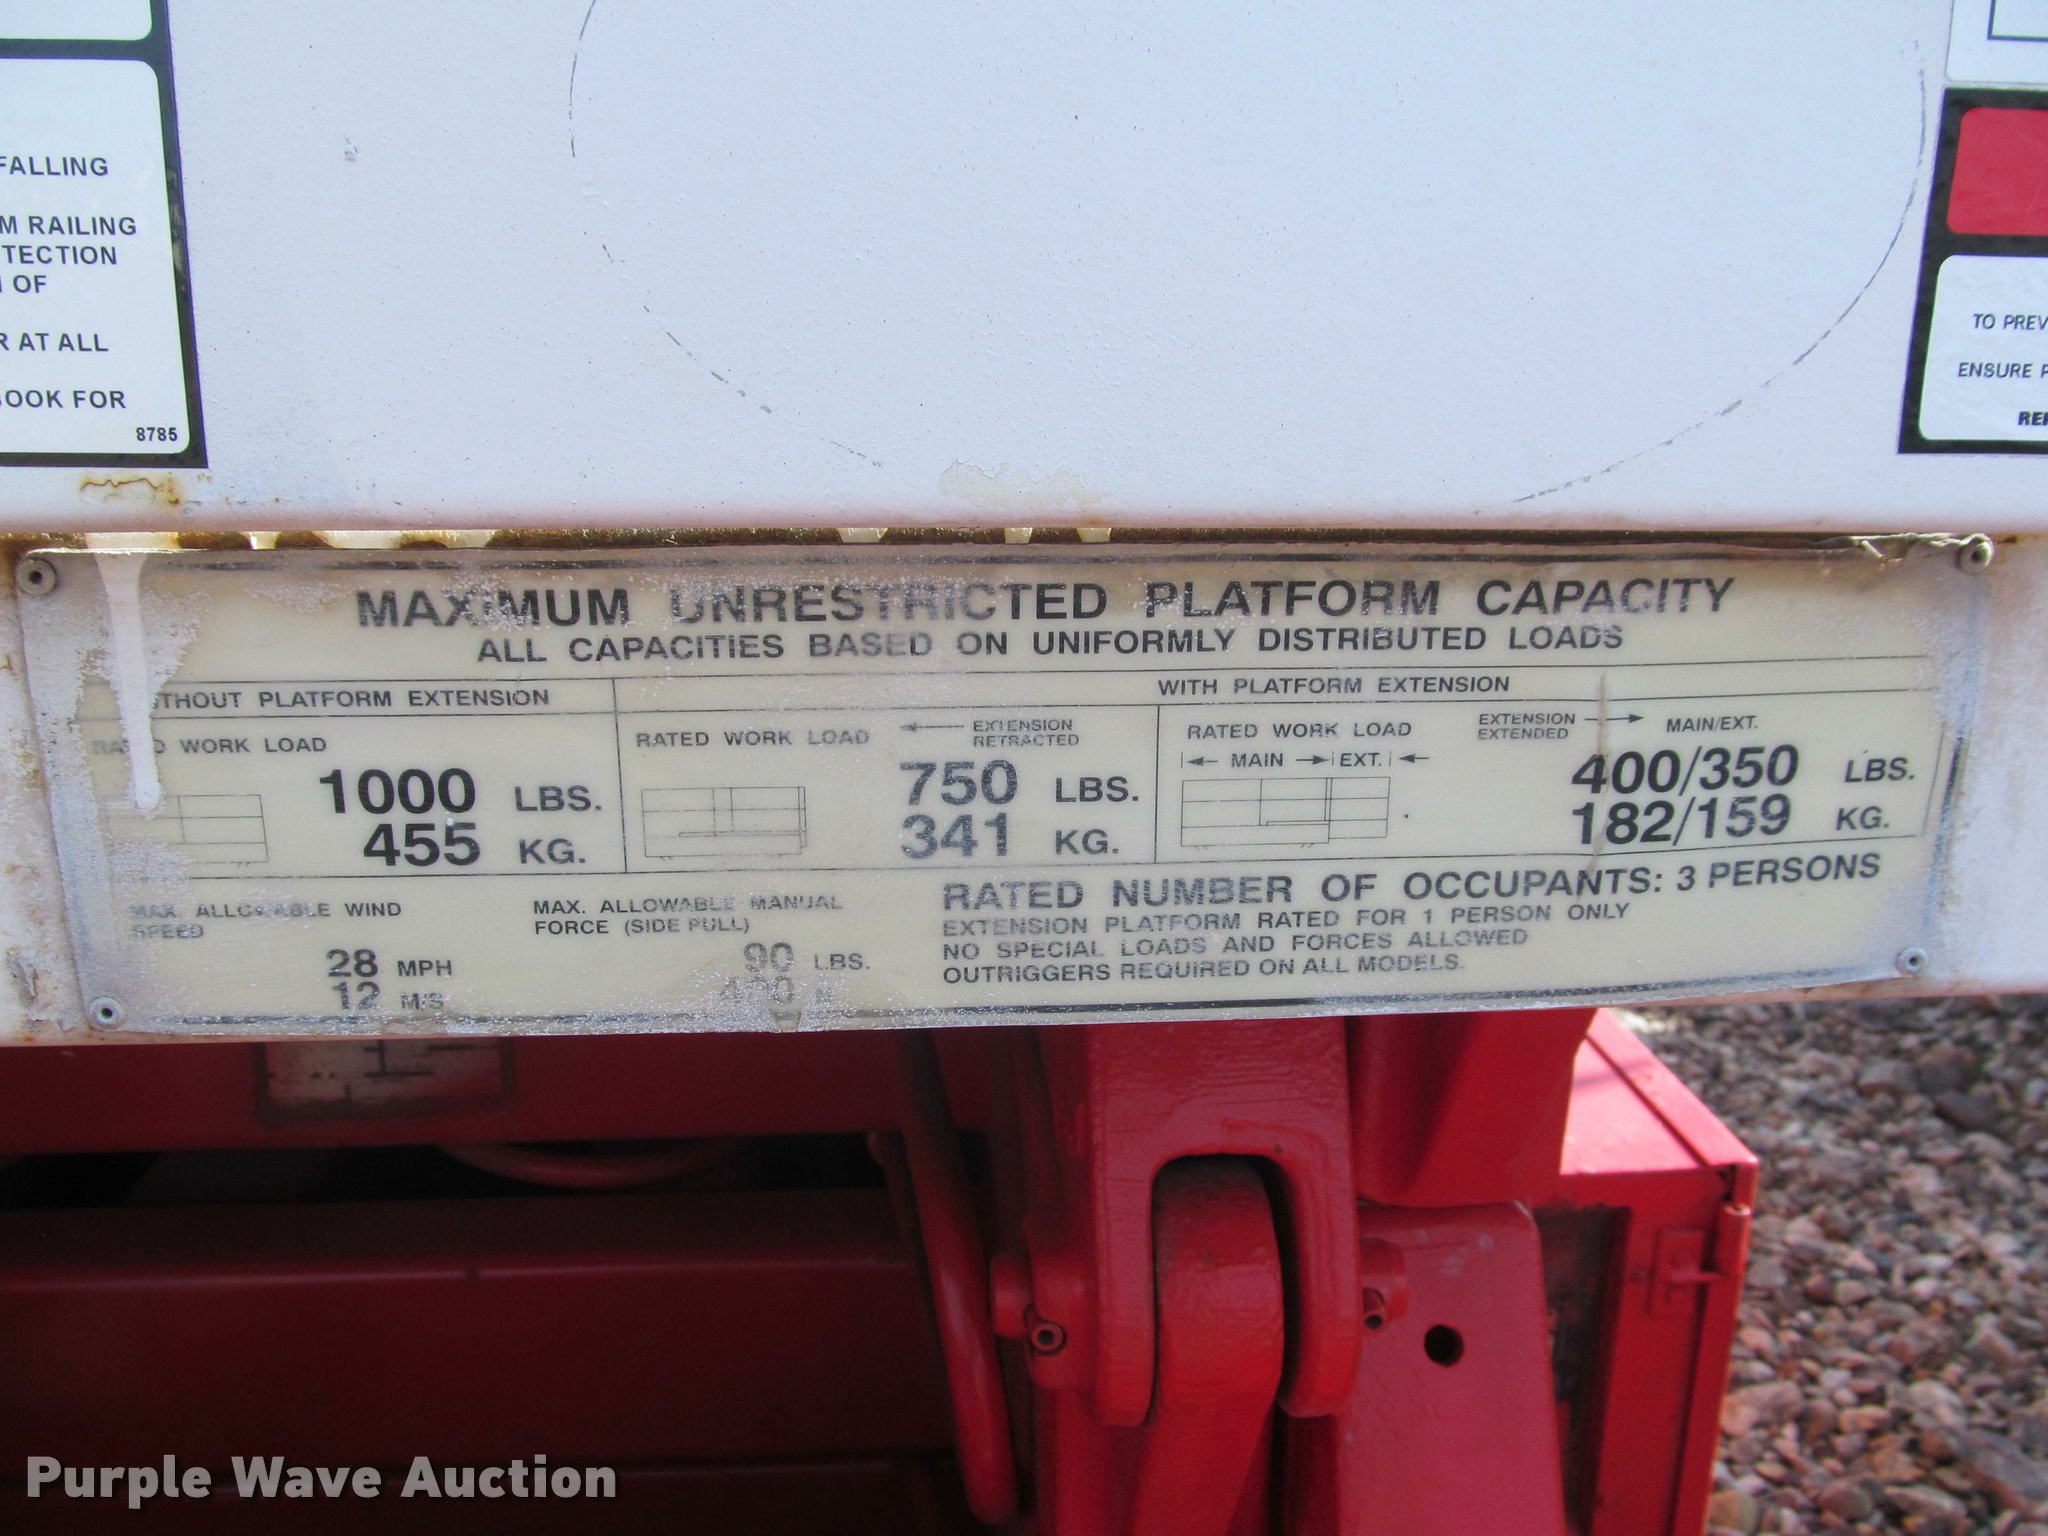 FALLING
M RAILING
TECTION
OF
R AT ALL
BOOK FOR
8785
TO PREV
ENSURE P
MAXIMUM UNRESTRICTED PLATFORM CAPACITY
ALL CAPACITIES BASED ON UNIFORMLY DISTRIBUTED LOADS
THOUT PLATFORM EXTENSION
WITH PLATFORM EXTENSION
RATED WORK LOAD
1000 LBS.
455 KG.
RATED WORK LOAD
EXTENSION
RETRACTED
750 LBS.
341 KG.
RATED WORK LOAD
EXTENSION
EXTENDED
MAIN/EXT.
MAIN EXT.
400/350 LBS.
182/159 KG.
MAX. ALLOWABLE WIND
SPEED
28 MPH
12 M/S
MAX. ALLOWABLE MANUAL
FORCE (SIDE PULL)
90 LBS.
400 N
RATED NUMBER OF OCCUPANTS: 3 PERSONS
EXTENSION PLATFORM RATED FOR 1 PERSON ONLY
NO SPECIAL LOADS AND FORCES ALLOWED
OUTRIGGERS REQUIRED ON ALL MODELS.
Purple Wave Auction